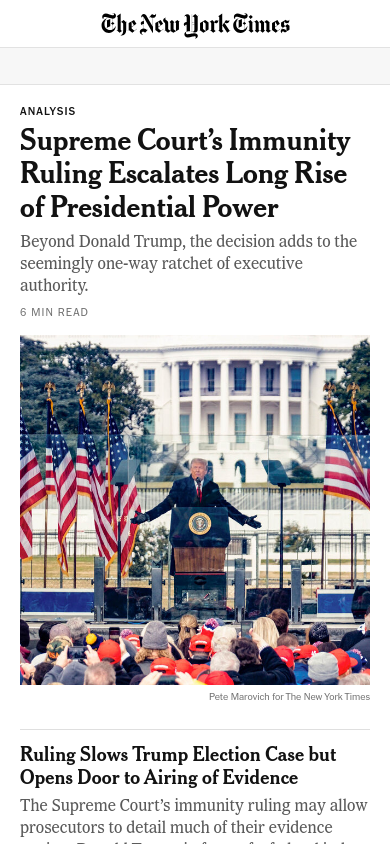 The New York Times
ANALYSIS
Supreme Court’s Immunity
Ruling Escalates Long Rise
of Presidential Power
Beyond Donald Trump, the decision adds to the
seemingly one-way ratchet of executive
authority.
6 MIN READ
Pete Marovich for The New York Times
Ruling Slows Trump Election Case but
Opens Door to Airing of Evidence
The Supreme Court’s immunity ruling may allow
prosecutors to detail much of their evidence